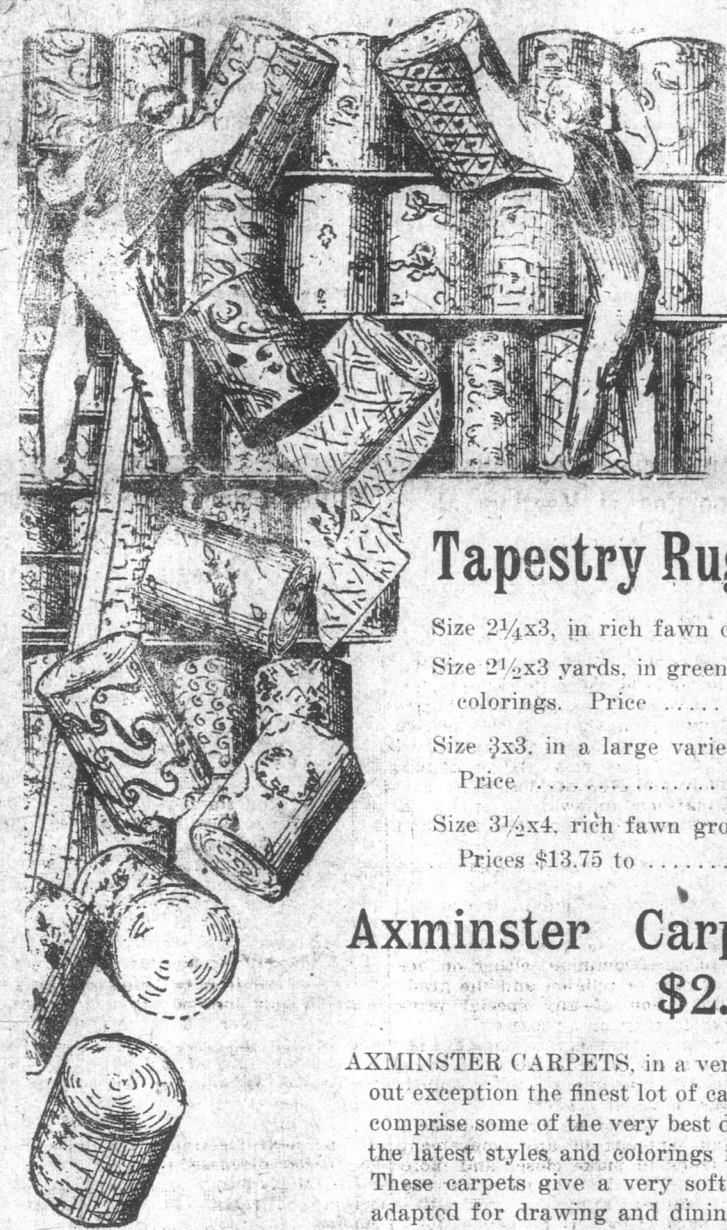 Tapestry Rug
Size 2¼x3, in rich fawn
Size 2½x3 yards, in green
colorings. Price ......
Size 3x3, in a large varie
Price ................
Size 3½x4, rich fawn gro
Prices $13.75 to .......
Axminster Carp
$2.
AXMINSTER CARPETS, in a ver
out exception the finest lot of ca
comprise some of the very best d
the latest styles and colorings i
These carpets give a very soft
adapted for drawing and dinin